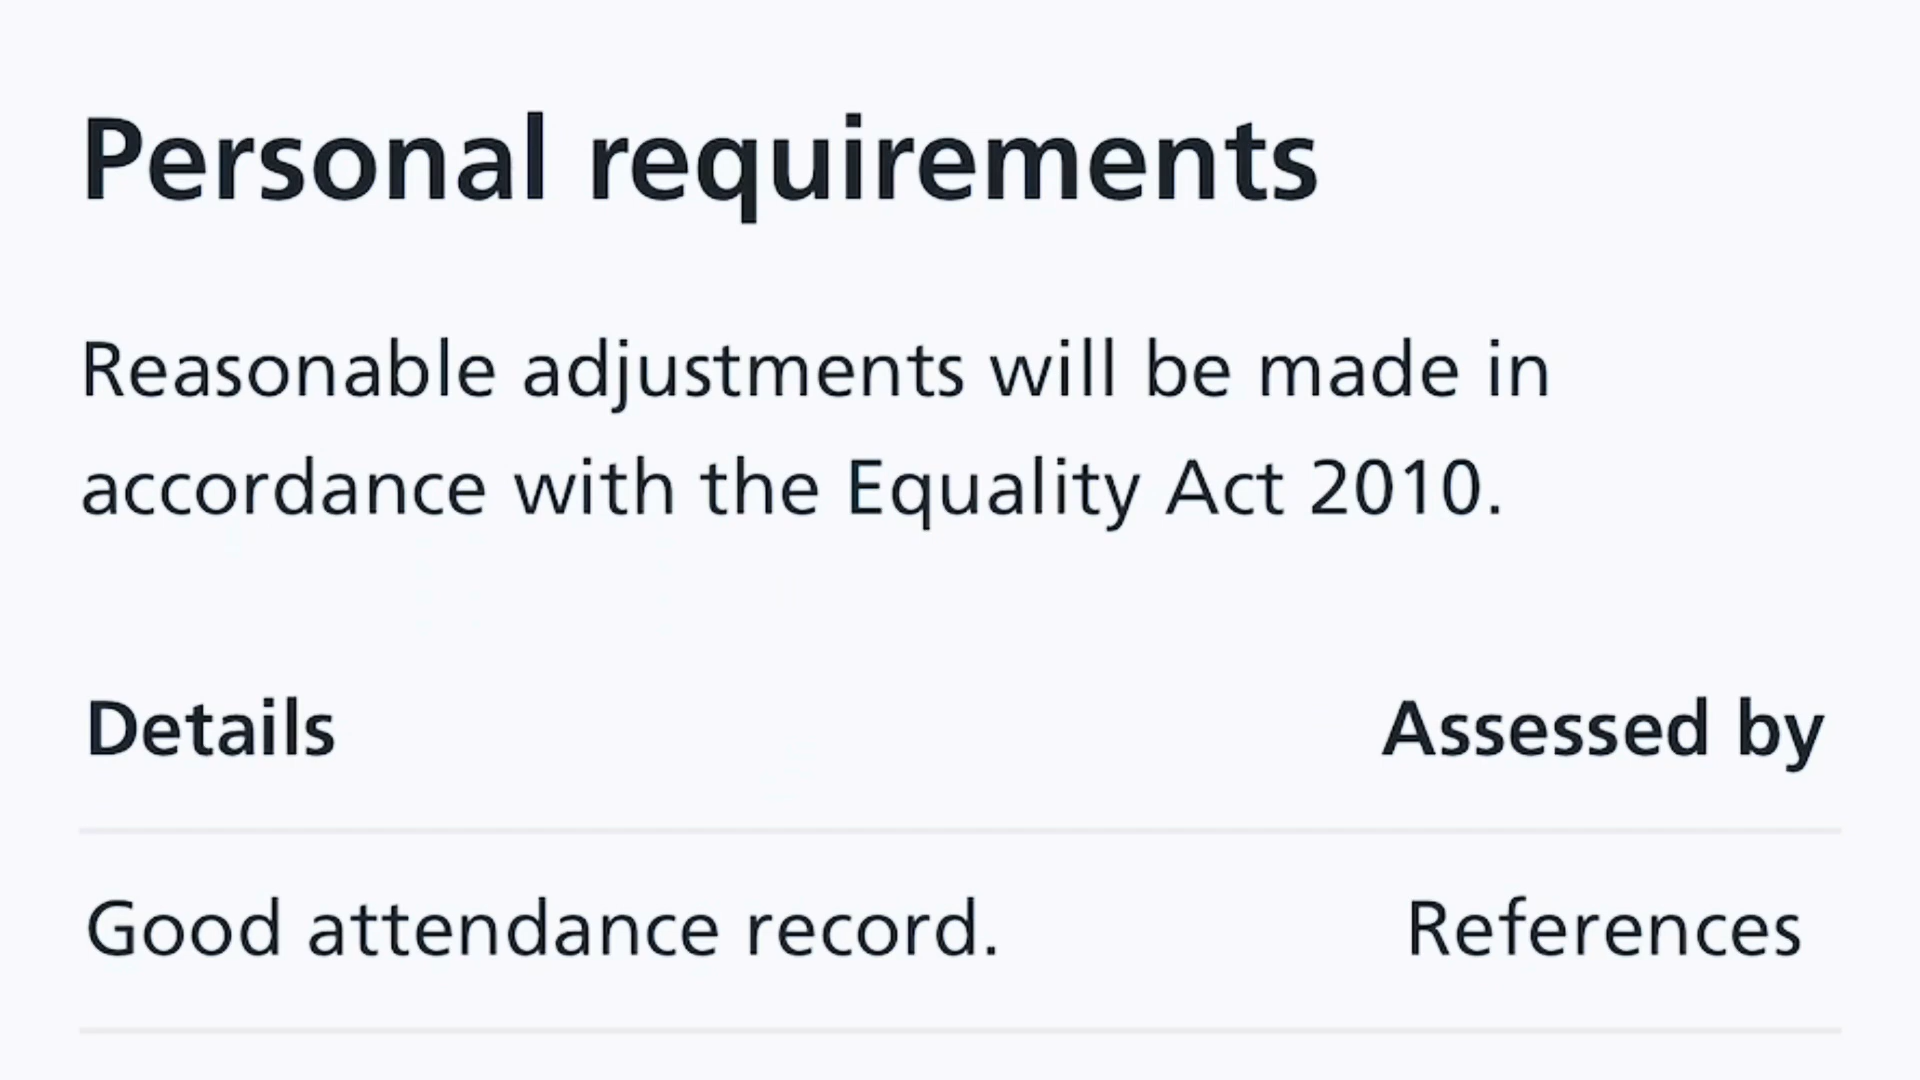 Personal requirements
Reasonable adjustments will be made in
accordance with the Equality Act 2010.
Details Assessed by
Good attendance record. References